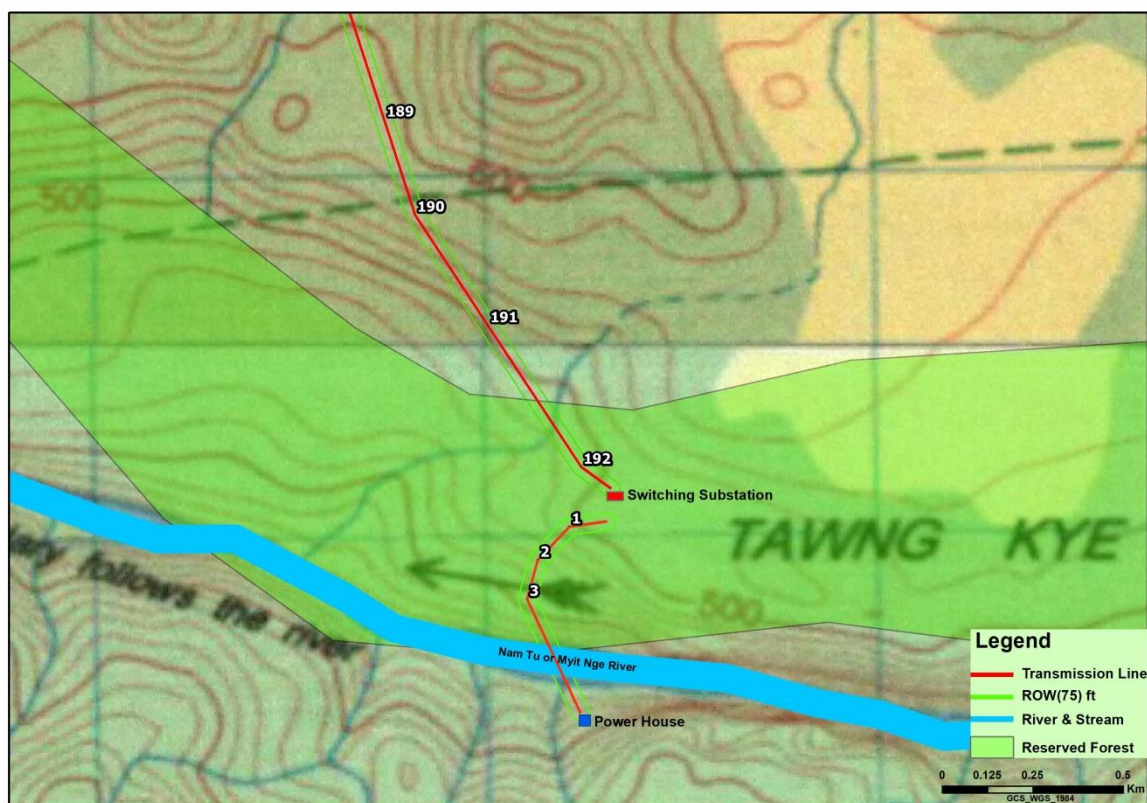 189
500
190
191
192
Switching Substation
1
TAWNG KYE
2
3
500
dary follows the river
Nam Tu or Myit Nge River
Power House
Legend
Transmission Line
ROW(75) ft
River & Stream
Reserved Forest
0 0.125 0.25 0.5
Km
GCS_WGS_1984